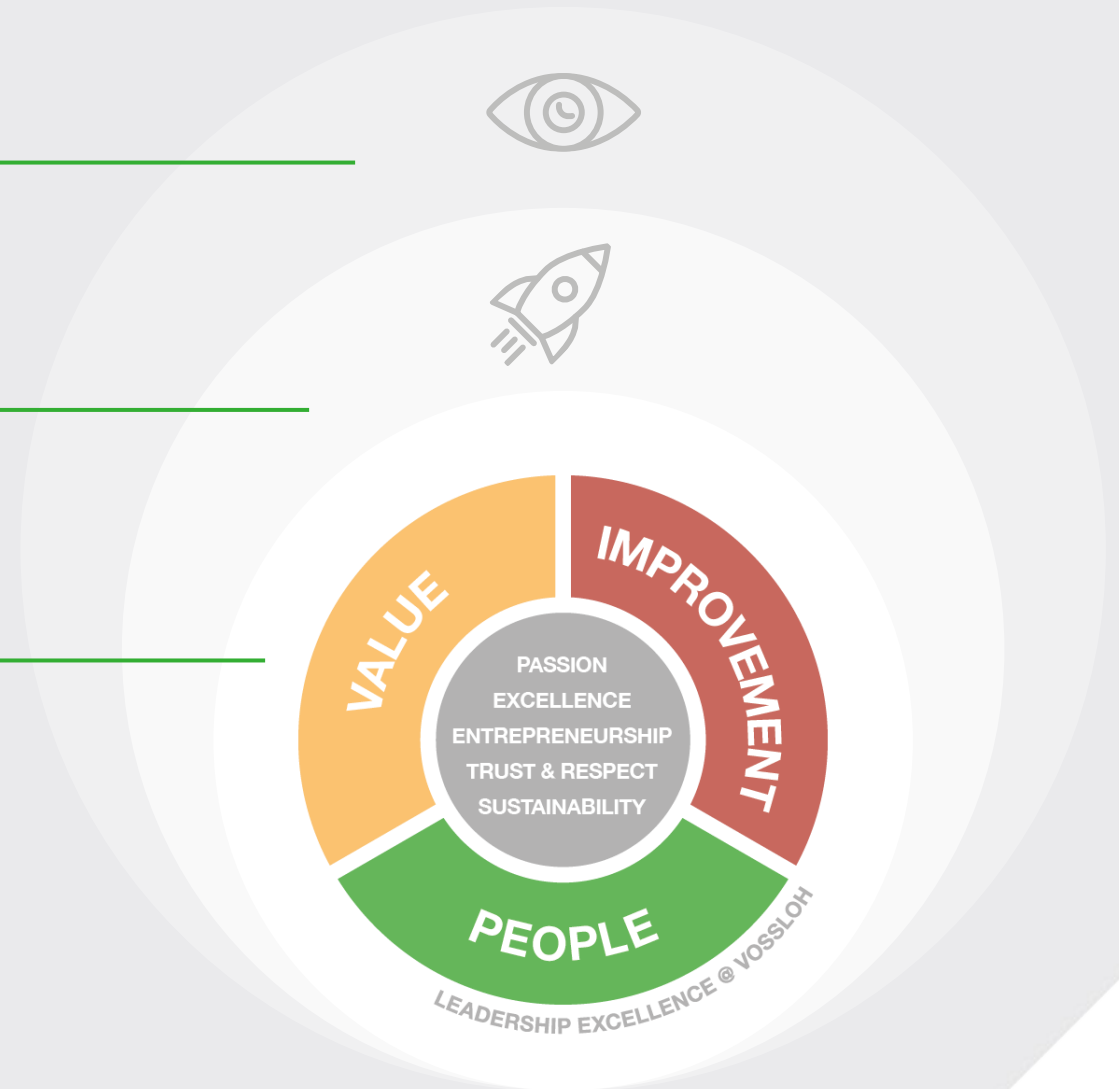 VALUE
IMPROVEMENT
PASSION
EXCELLENCE
ENTREPRENEURSHIP
TRUST & RESPECT
SUSTAINABILITY
PEOPLE
LEADERSHIP EXCELLENCE @ VOSSLOH